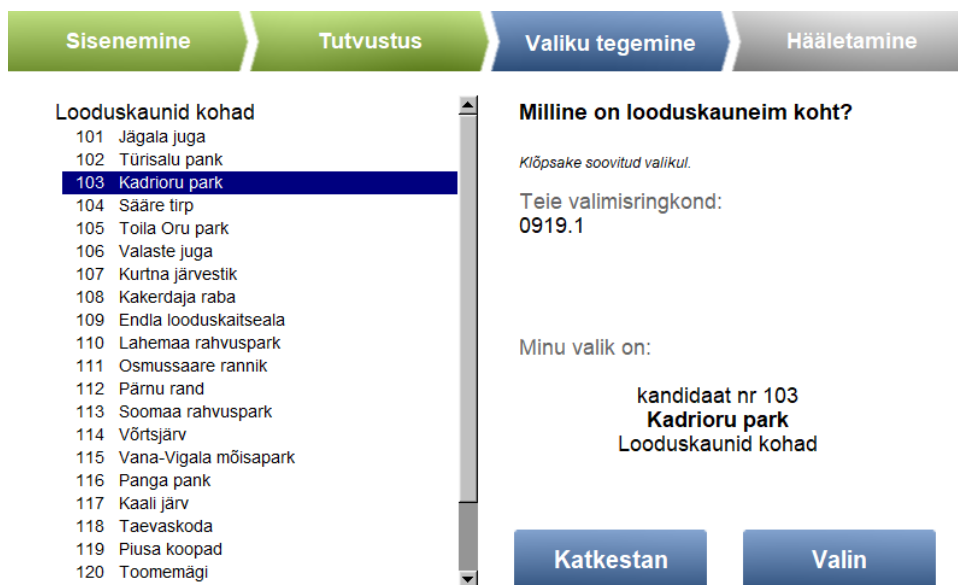 Sisenemine
Tutvustus
Valiku tegemine
Hääletamine
Looduskaunid kohad
101 Jägala juga
102 Türisalu pank
103 Kadrioru park
104 Sääre tirp
105 Toila Oru park
106 Valaste juga
107 Kurtna järvestik
108 Kakerdaja raba
109 Endla looduskaitseala
110 Lahemaa rahvuspark
111 Osmussaare rannik
112 Pärnu rand
113 Soomaa rahvuspark
114 Võrtsjärv
115 Vana-Vigala mõisapark
116 Panga pank
117 Kaali järv
118 Taevaskoda
119 Piusa koopad
120 Toomemägi
Milline on looduskauneim koht?
Klõpsake soovitud valikul.
Teie valimisringkond:
0919.1
Minu valik on:
kandidaat nr 103
Kadrioru park
Looduskaunid kohad
Katkestan
Valin